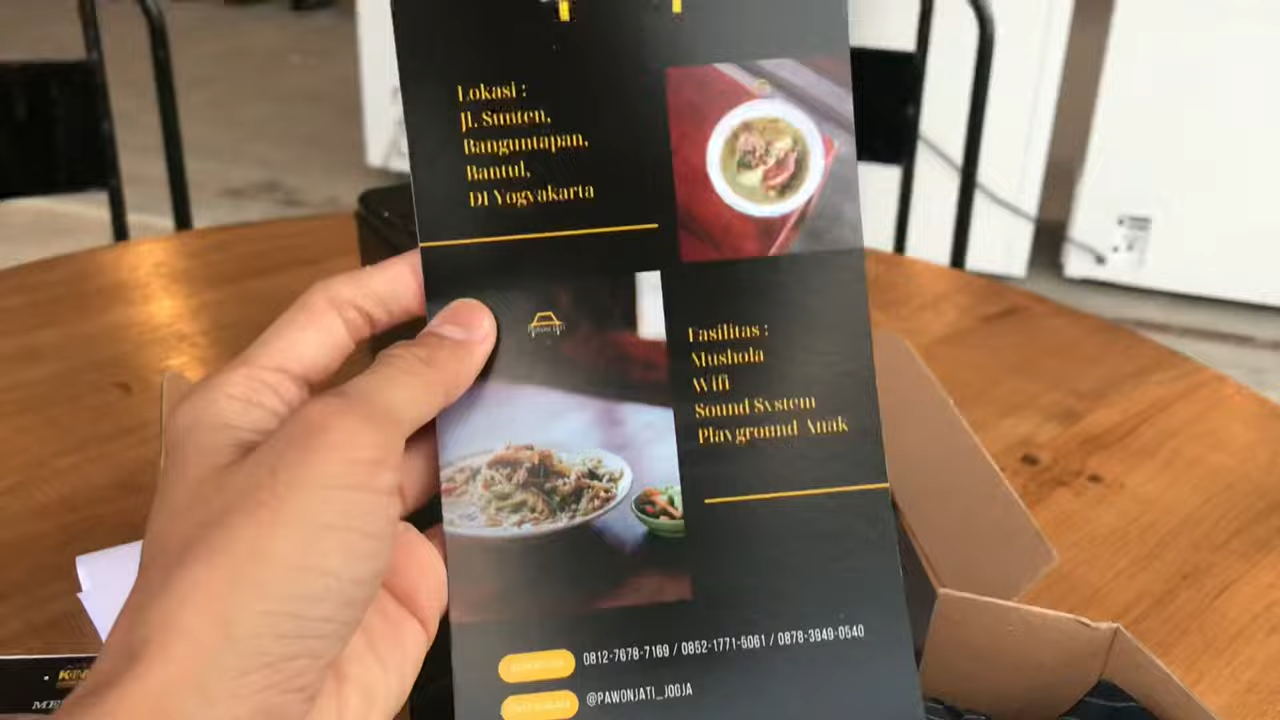 Lokasi :
Jl. Sunten,
Banguntapan,
Bantul,
DI Yogyakarta
Fasilitas :
Mushola
Wifi
Sound System
Playground Anak
0812-7678-7169 / 0852-1771-5061 / 0878-3949-0540
@PAWONJATI_JOGJA